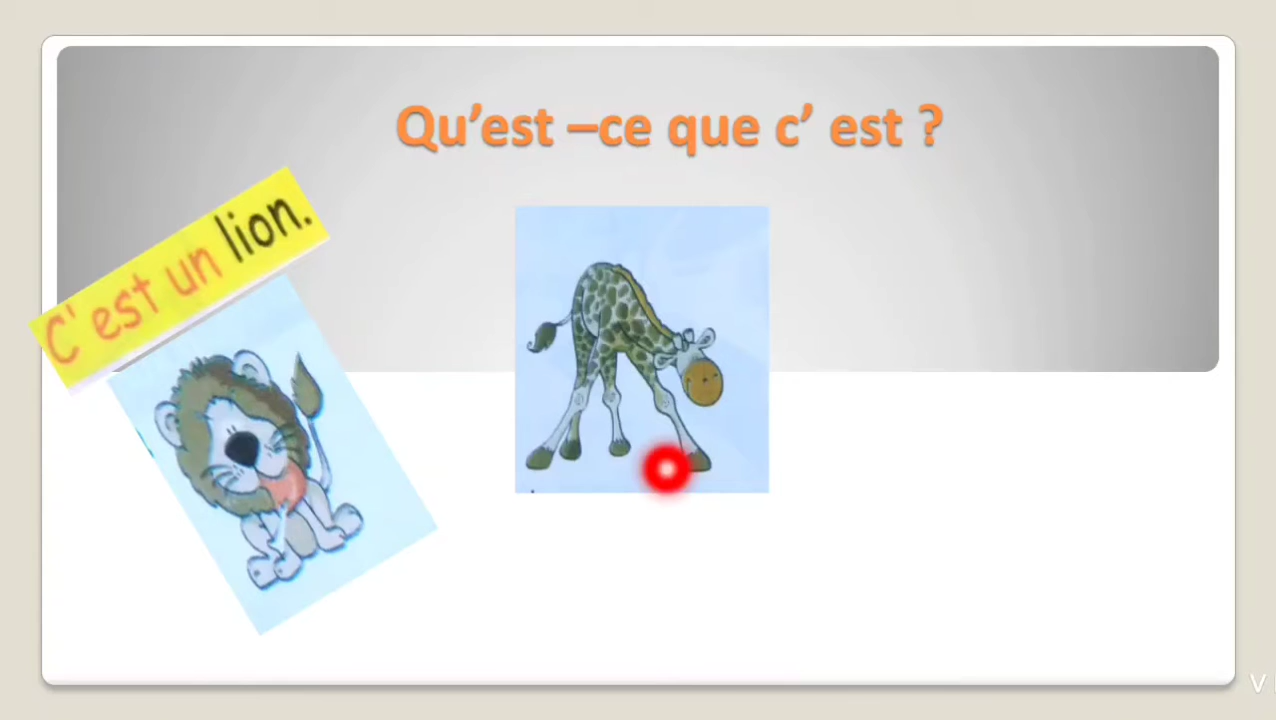 Qu'est –ce que c' est ?
C'est un lion.
V